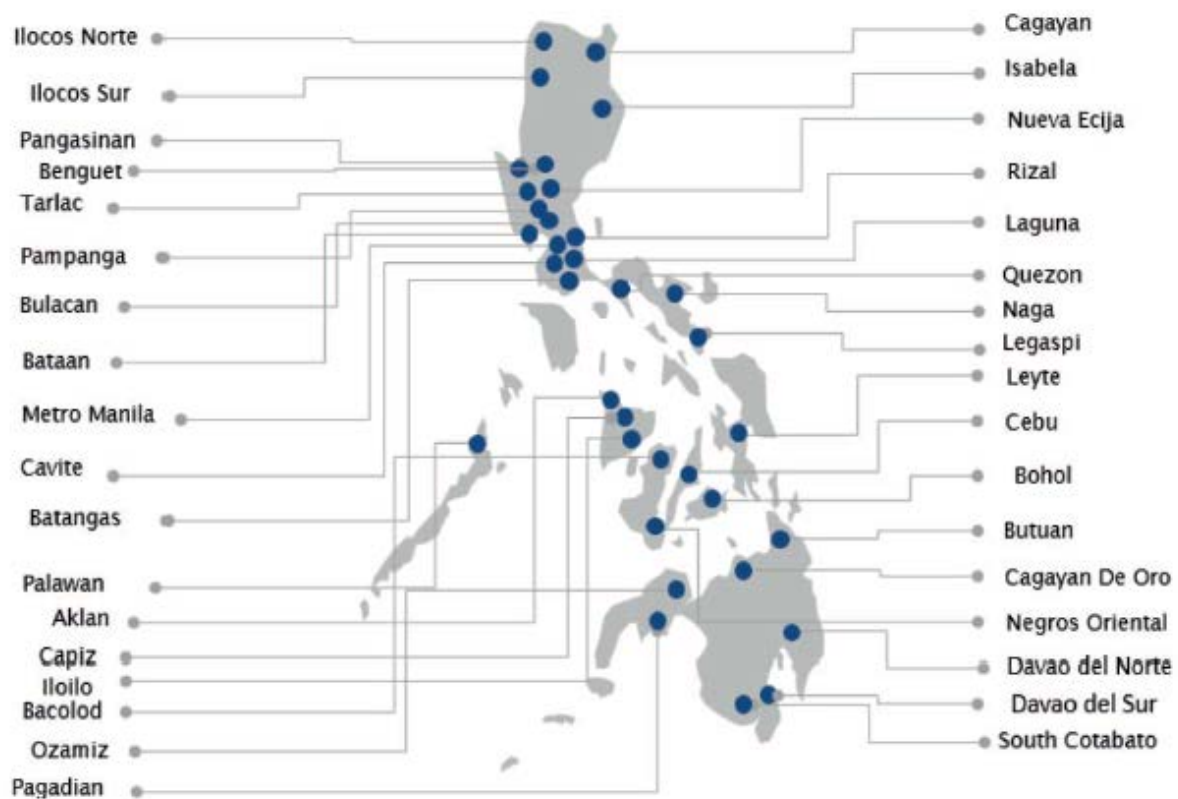 Ilocos Norte
Ilocos Sur
Pangasinan
Benguet
Tarlac
Pampanga
Bulacan
Bataan
Metro Manila
Cavite
Batangas
Palawan
Aklan
Capiz
Iloilo
Bacolod
Ozamiz
Pagadian
Cagayan
Isabela
Nueva Ecija
Rizal
Laguna
Quezon
Naga
Legaspi
Leyte
Cebu
Bohol
Butuan
Cagayan De Oro
Negros Oriental
Davao del Norte
Davao del Sur
South Cotabato